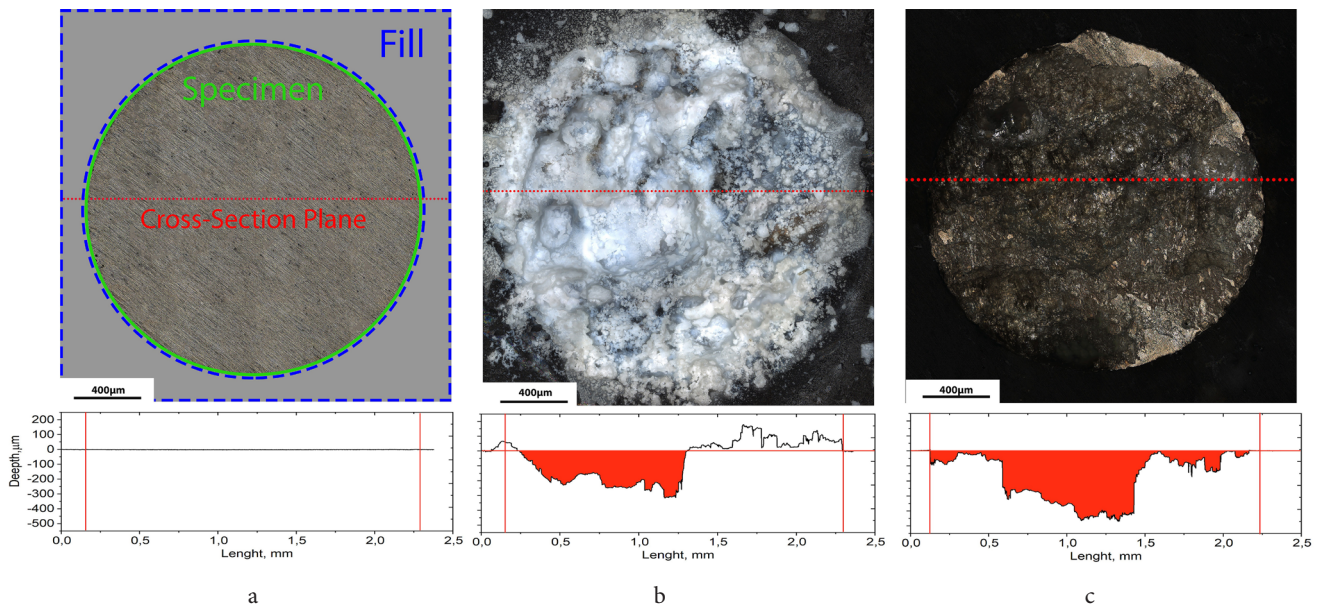 Fill
Specimen
Cross-Section Plane
400µm
400µm
400µm
200
100
0
-100
-200
-300
-400
-500
Deepth,µm
0,0 0,5 1,0 1,5 2,0 2,5
Lenght, mm
0,0 0,5 1,0 1,5 2,0 2,5
Lenght, mm
0,0 0,5 1,0 1,5 2,0 2,5
Lenght, mm
a
b
c